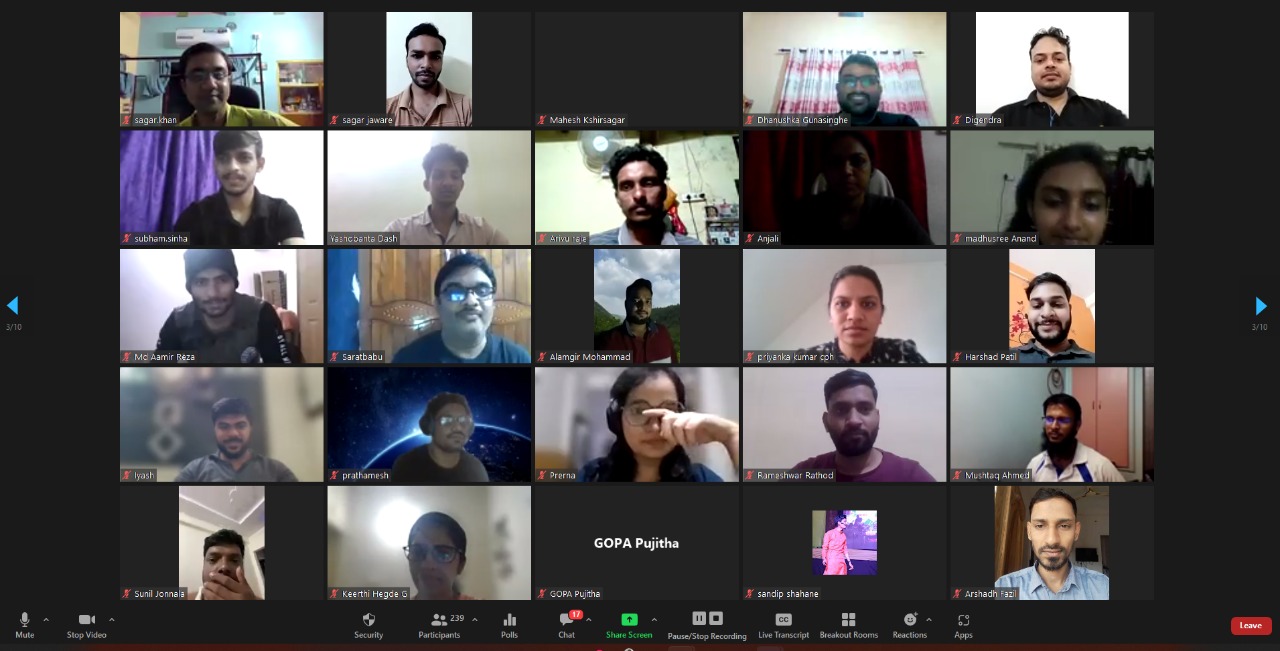 sagar.khan
sagar jaware
Mahesh Kshirsagar
Dhanushka Gunasinghe
Digendra
subham.sinha
Yashobanta Dash
Anjali
madhusree Anand
Md Aamir Reza
Saratbabu
Alamgir Mohammad
priyanka kumar cph
Harshad Patil
3/10
3/10
Iyash
prathamesh
Prerna
Rameshwar Rathod
Mushtaq Ahmed
GOPA Pujitha
Sunil Jonnala
Keerthi Hegde G
GOPA Pujitha
sandip shahane
Arshadh Fazil
239
17
CC
Mute
Stop Video
Security
Participants
Polls
Chat
Share Screen
Pause/Stop Recording
Live Transcript
Breakout Rooms
Reactions
Apps
Leave